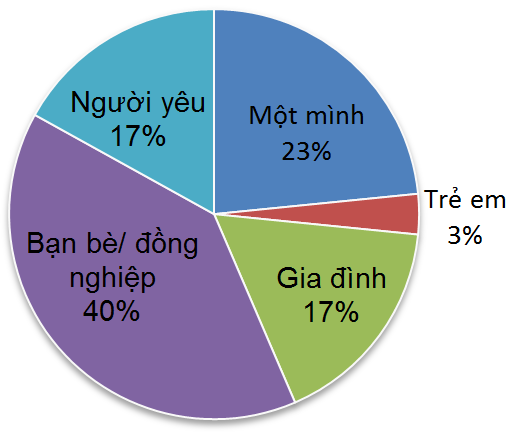 Người yêu
17%
Một mình
23%
Trẻ em
3%
Bạn bè/ đồng
nghiệp
40%
Gia đình
17%